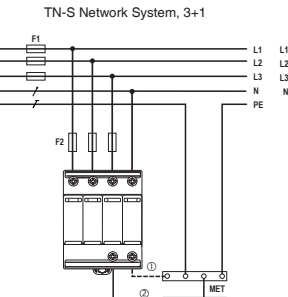 TN-S Network System, 3+1
F1
L1 L1
L2 L2
L3 L3
N N
PE
F2
①
②
MET